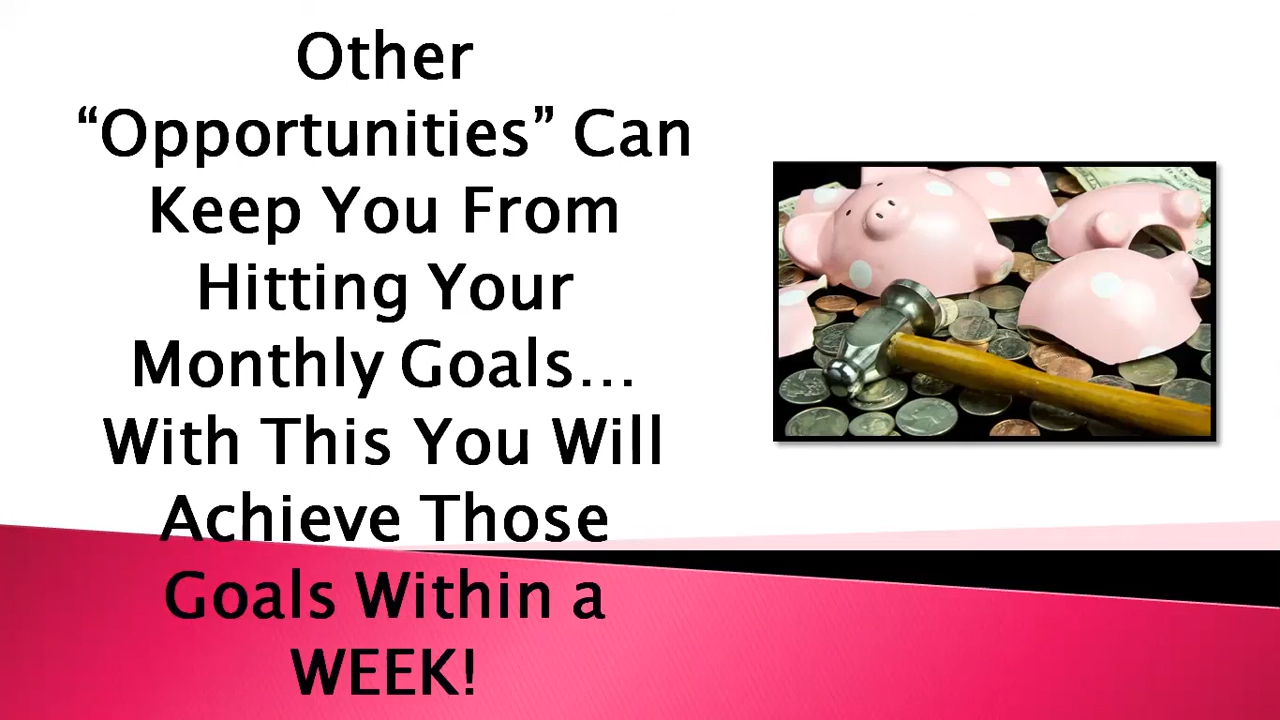 Other
“Opportunities” Can
Keep You From
Hitting Your
Monthly Goals…
With This You Will
Achieve Those
Goals Within a
WEEK!